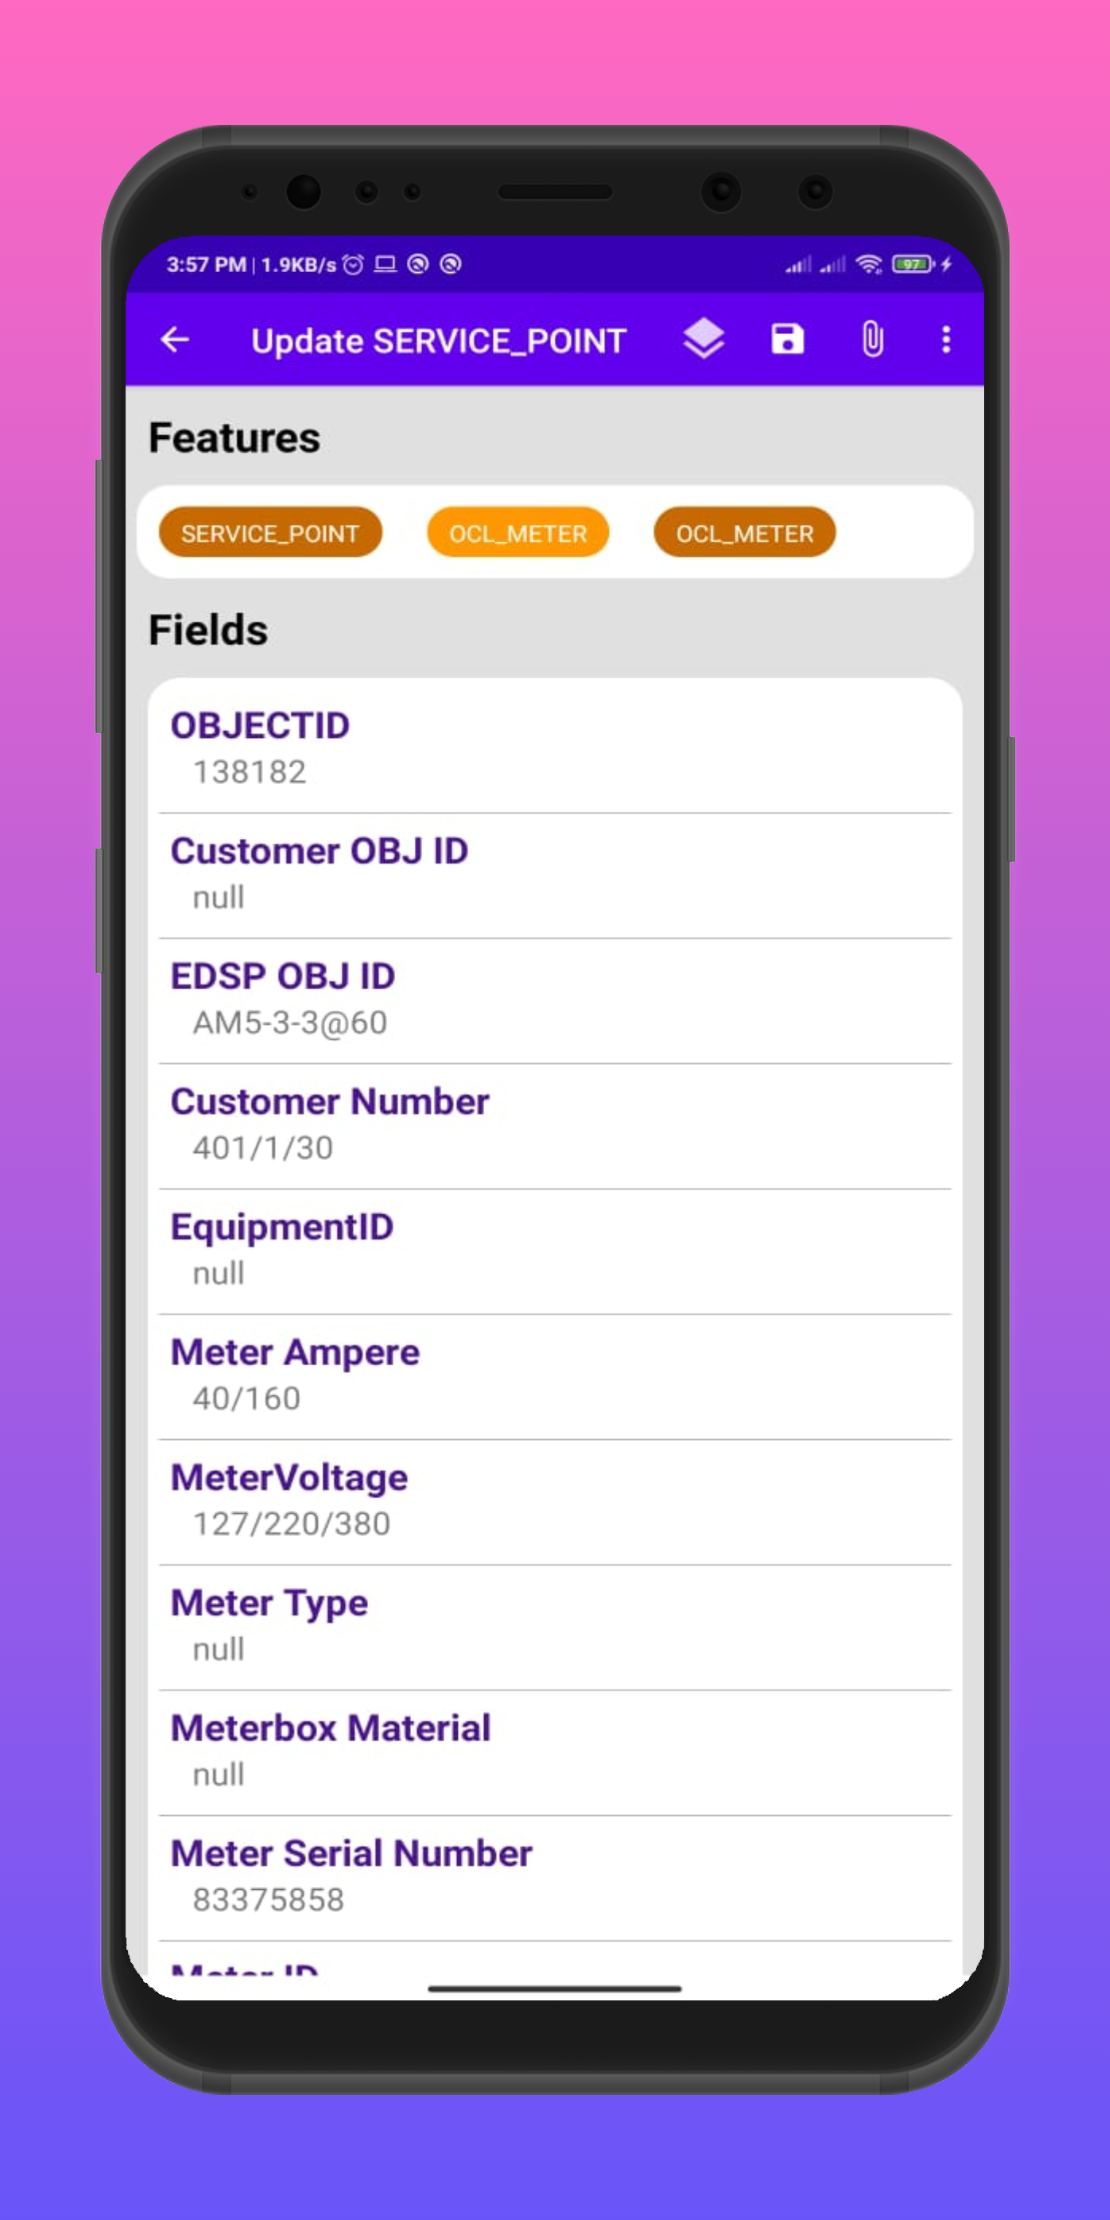 3:57 PM | 1.9KB/s
97
Update SERVICE_POINT
Features
SERVICE_POINT OCL_METER OCL_METER
Fields
OBJECTID
138182
Customer OBJ ID
null
EDSP OBJ ID
AM5-3-3@60
Customer Number
401/1/30
EquipmentID
null
Meter Ampere
40/160
MeterVoltage
127/220/380
Meter Type
null
Meterbox Material
null
Meter Serial Number
83375858
Meter ID